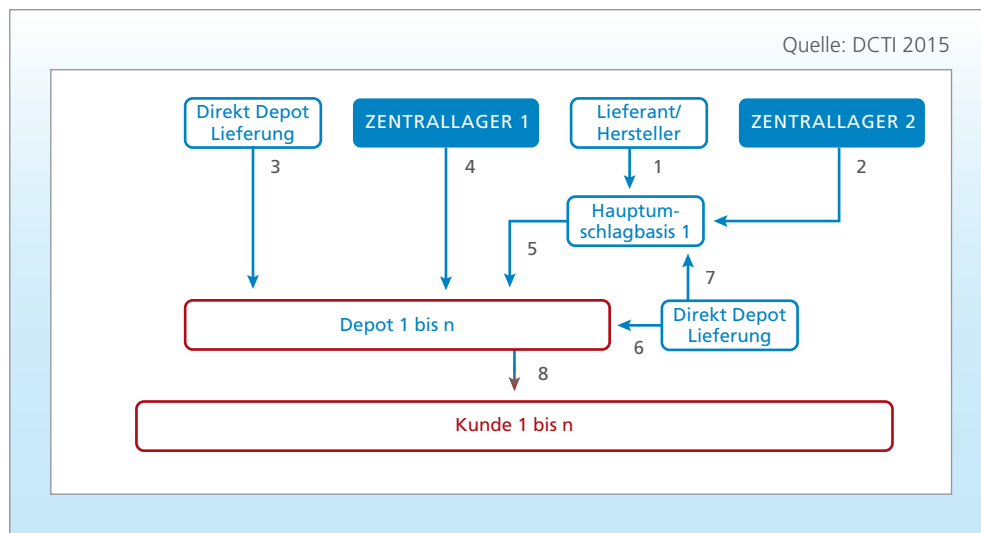 Quelle: DCTI 2015
Direkt Depot
Lieferung
ZENTRALLAGER 1
Lieferant/
Hersteller
ZENTRALLAGER 2
3
4
1
2
Hauptum-
schlagbasis 1
5
7
Depot 1 bis n
Direkt Depot
Lieferung
6
8
Kunde 1 bis n